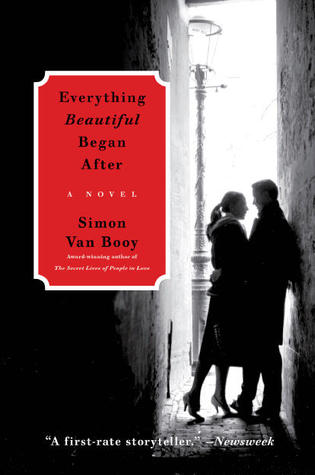 Everything
Beautiful
Began
After
A NOVEL
Simon
Van Booy
Award-winning author of
The Secret Lives of People in Love
“A first-rate storyteller.” —Newsweek